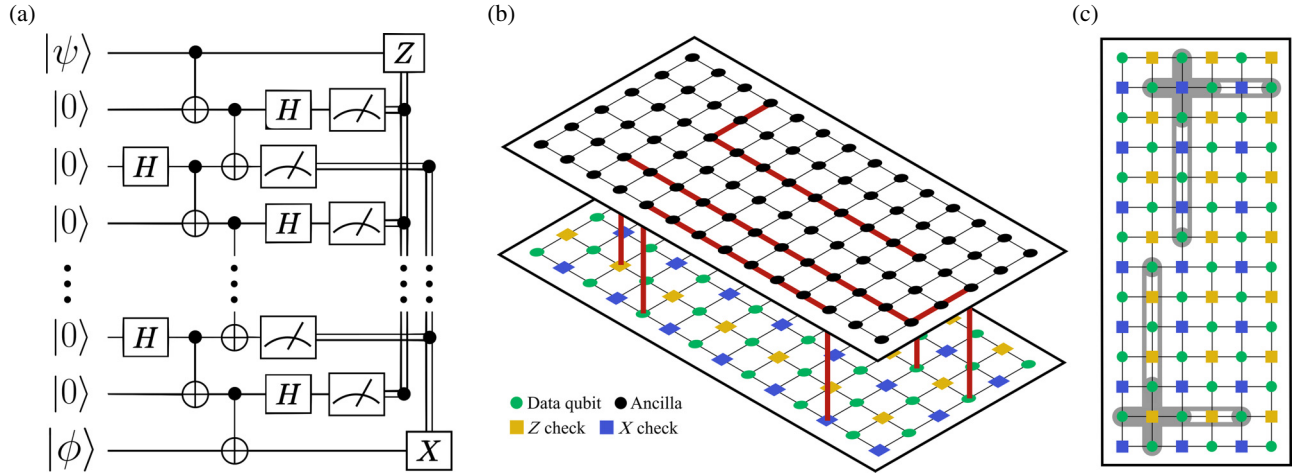 (a)
|ψ⟩
Z
|0⟩
H
|0⟩
H
|0⟩
H
|0⟩
H
|0⟩
H
|ϕ⟩
X
(b)
Data qubit
Ancilla
Z check
X check
(c)